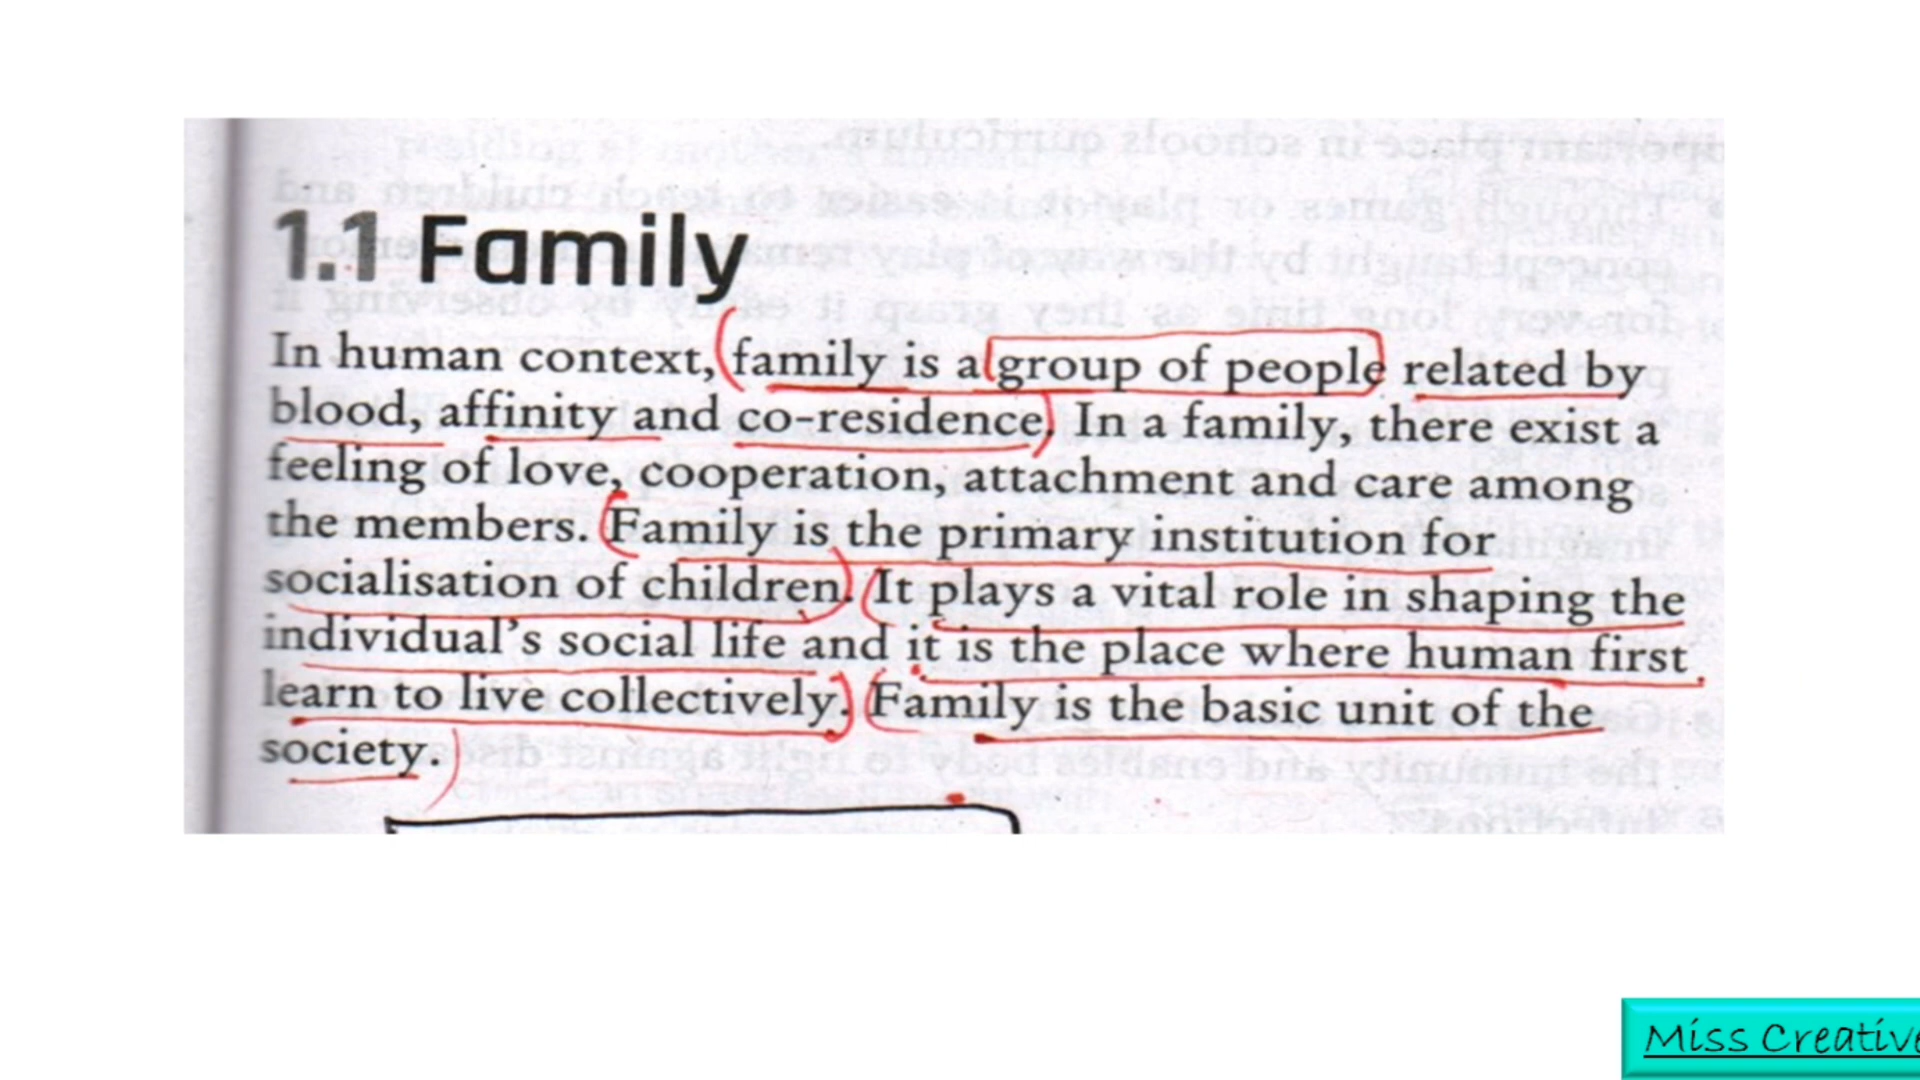 1.1 Family
In human context, family is a group of people related by
blood, affinity and co-residence. In a family, there exist a
feeling of love, cooperation, attachment and care among
the members. Family is the primary institution for
socialisation of children. It plays a vital role in shaping the
individual's social life and it is the place where human first
learn to live collectively. Family is the basic unit of the
society.
Miss Creative